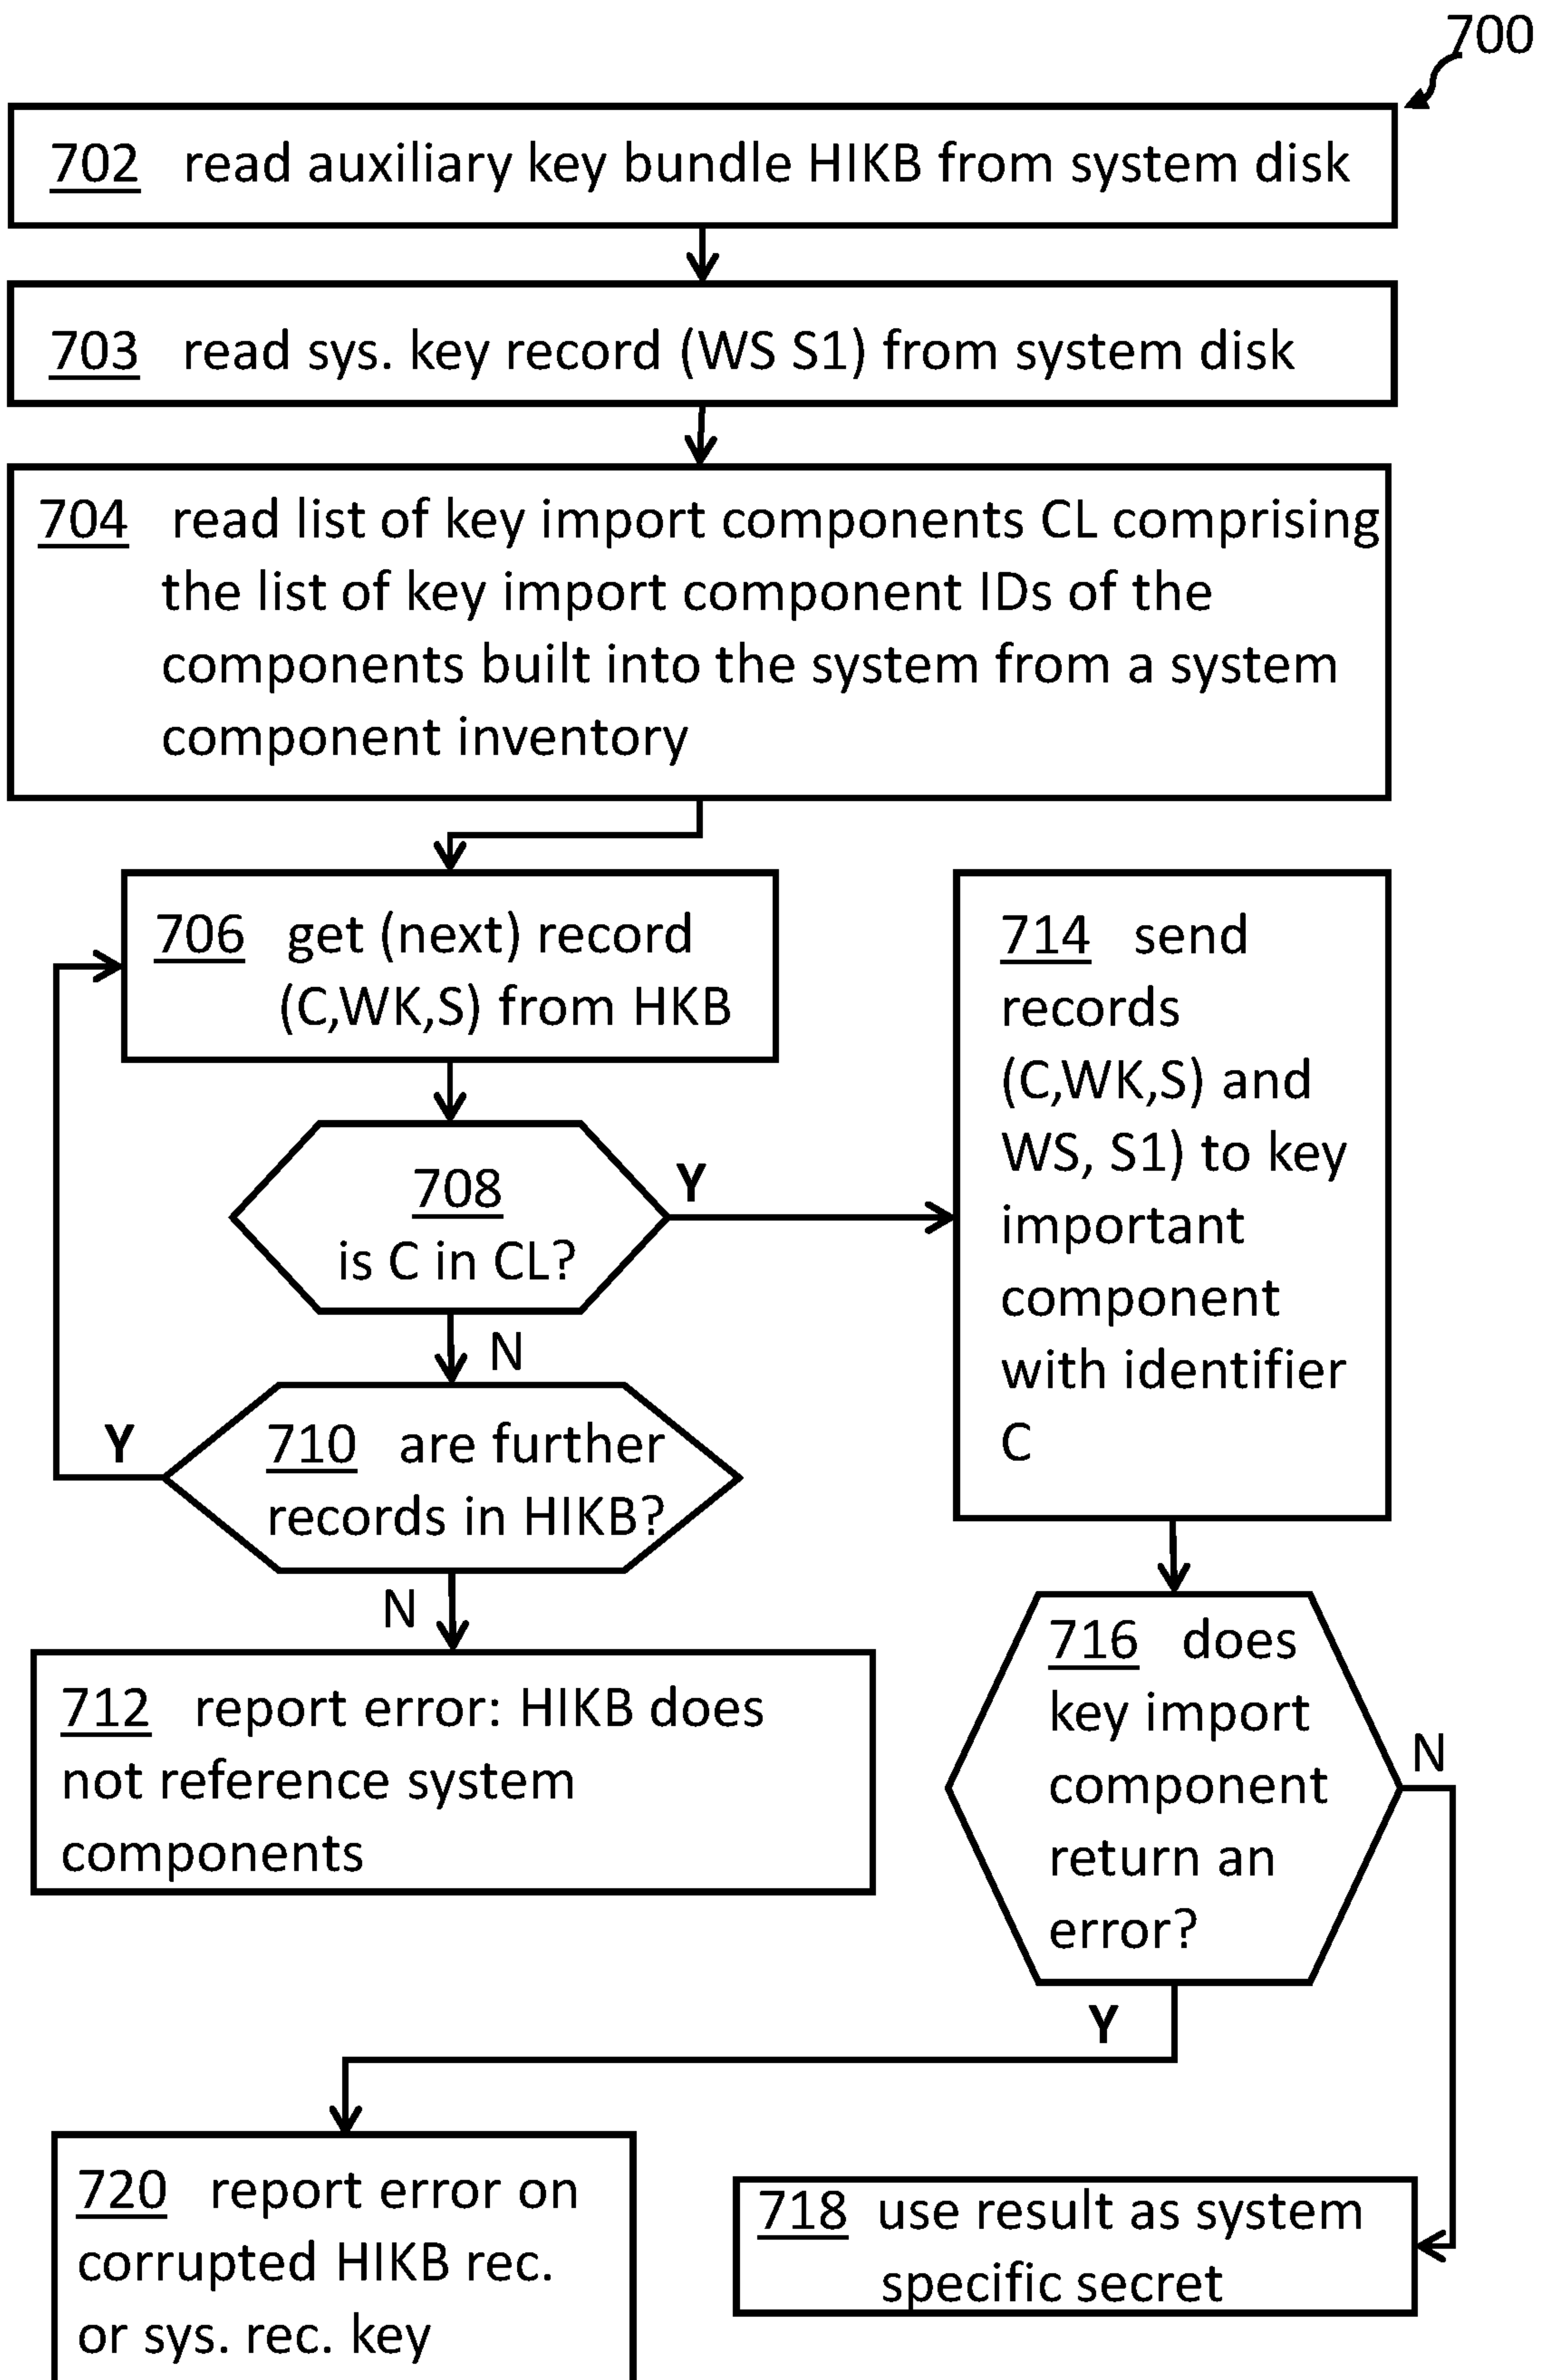 700
702 read auxiliary key bundle HIKB from system disk
703 read sys. key record (WS S1) from system disk
704 read list of key import components CL comprising
the list of key import component IDs of the
components built into the system from a system
component inventory
706 get (next) record
(C,WK,S) from HKB
708
is C in CL?
Y
N
710 are further
records in HIKB?
Y
N
712 report error: HIKB does
not reference system
components
714 send
records
(C,WK,S) and
WS, S1) to key
important
component
with identifier
C
716 does
key import
component
return an
error?
N
Y
720 report error on
corrupted HIKB rec.
or sys. rec. key
718 use result as system
specific secret